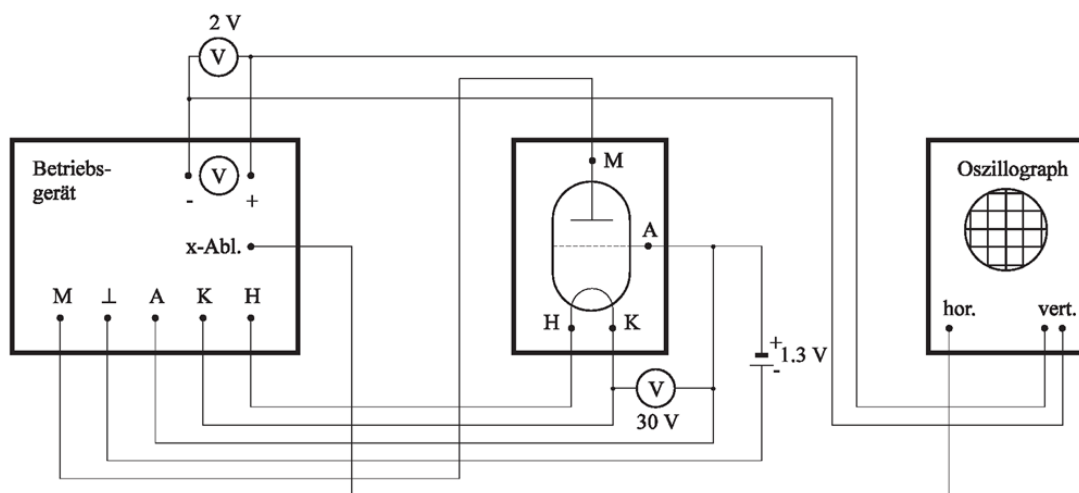 2 V
V
Betriebs-
gerät
V
- +
x-Abl.
M ⊥ A K H
M
A
H K
V
30 V
+
1.3 V
-
Oszillograph
hor. vert.